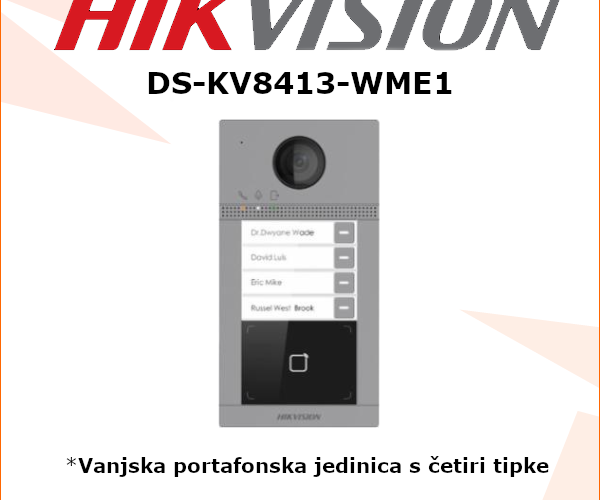 HIKVISION
DS-KV8413-WME1
Dr.Dwyane Wade
David Luis
Eric Mike
Russel West Brook
HIKVISION
*Vanjska portafonska jedinica s četiri tipke